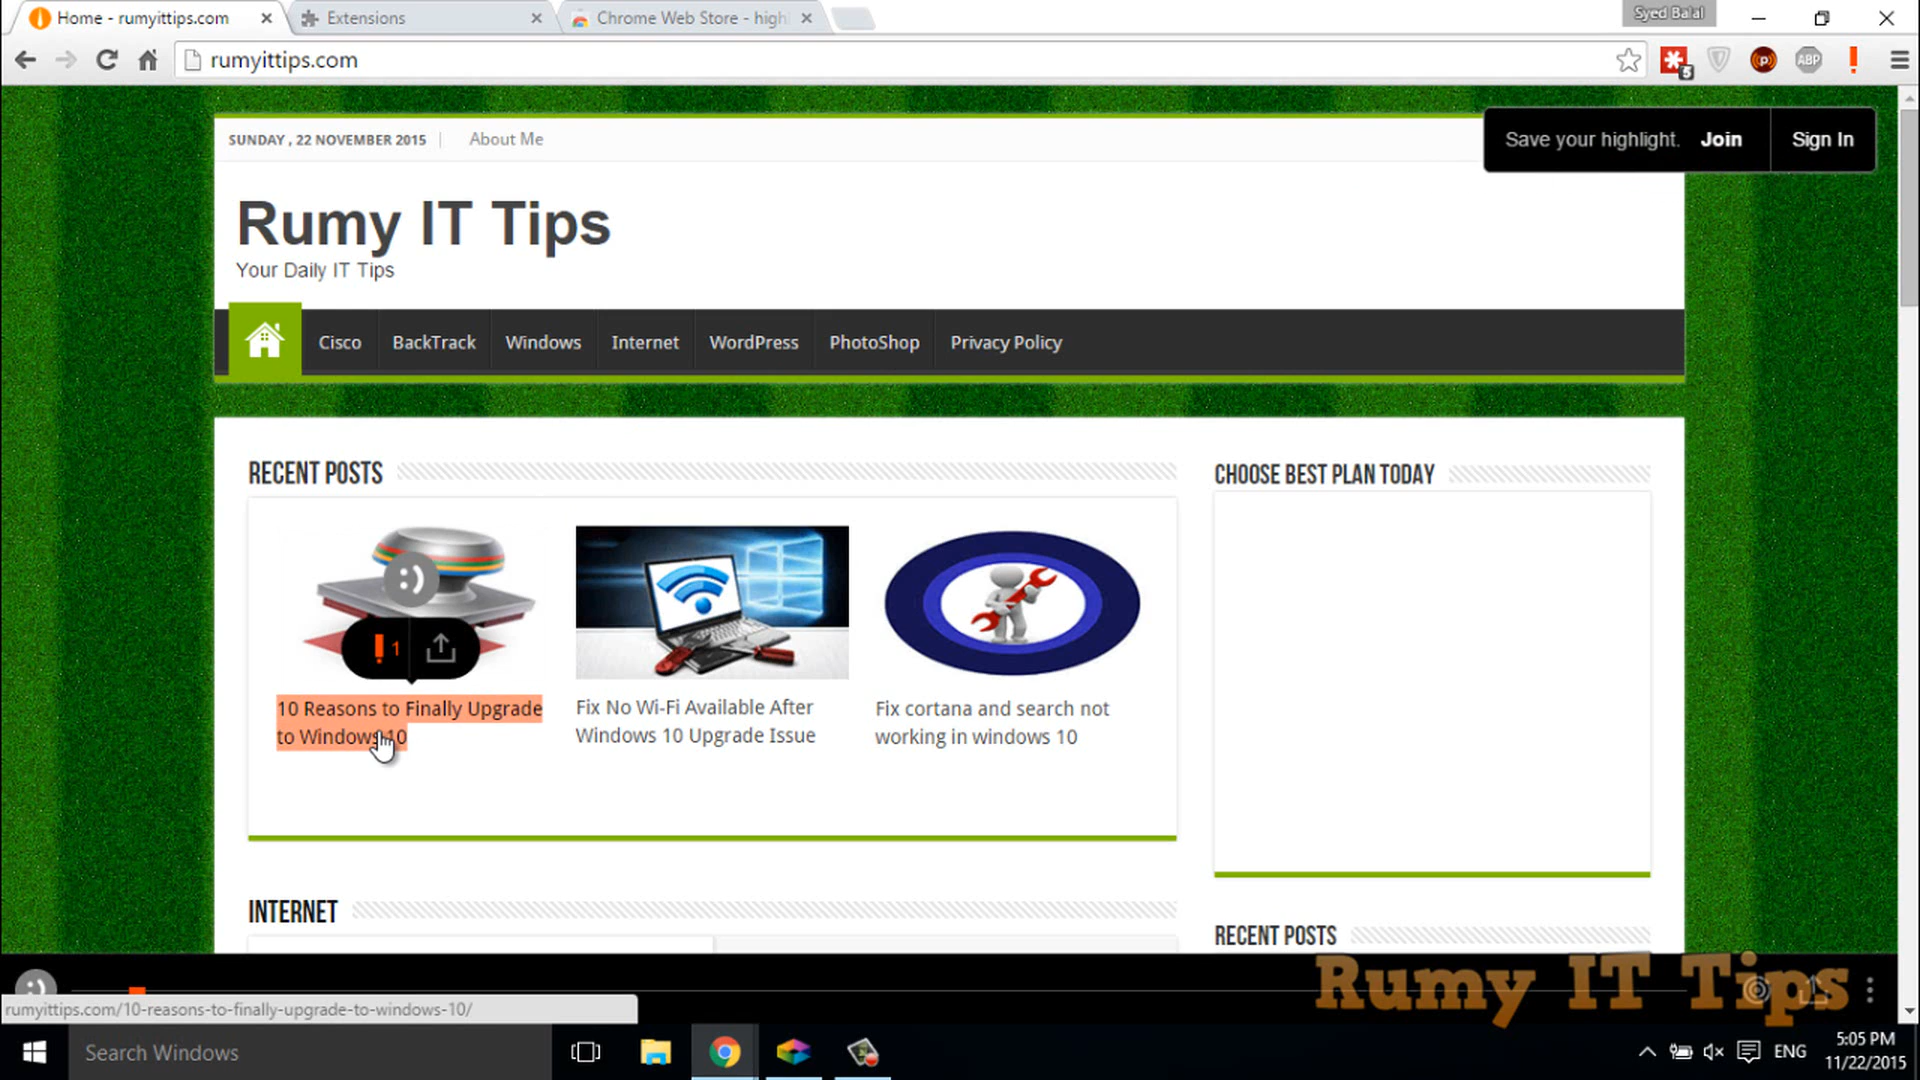 Home - rumyittips.com
Extensions
Chrome Web Store - high
Syed Balal
rumyittips.com
5
ABP
SUNDAY , 22 NOVEMBER 2015
About Me
Save your highlight. Join
Sign In
Rumy IT Tips
Your Daily IT Tips
Cisco
BackTrack
Windows
Internet
WordPress
PhotoShop
Privacy Policy
RECENT POSTS
CHOOSE BEST PLAN TODAY
1
10 Reasons to Finally Upgrade
to Windows 10
Fix No Wi-Fi Available After
Windows 10 Upgrade Issue
Fix cortana and search not
working in windows 10
INTERNET
RECENT POSTS
Rumy IT Tips
rumyittips.com/10-reasons-to-finally-upgrade-to-windows-10/
Search Windows
ENG
5:05 PM
11/22/2015